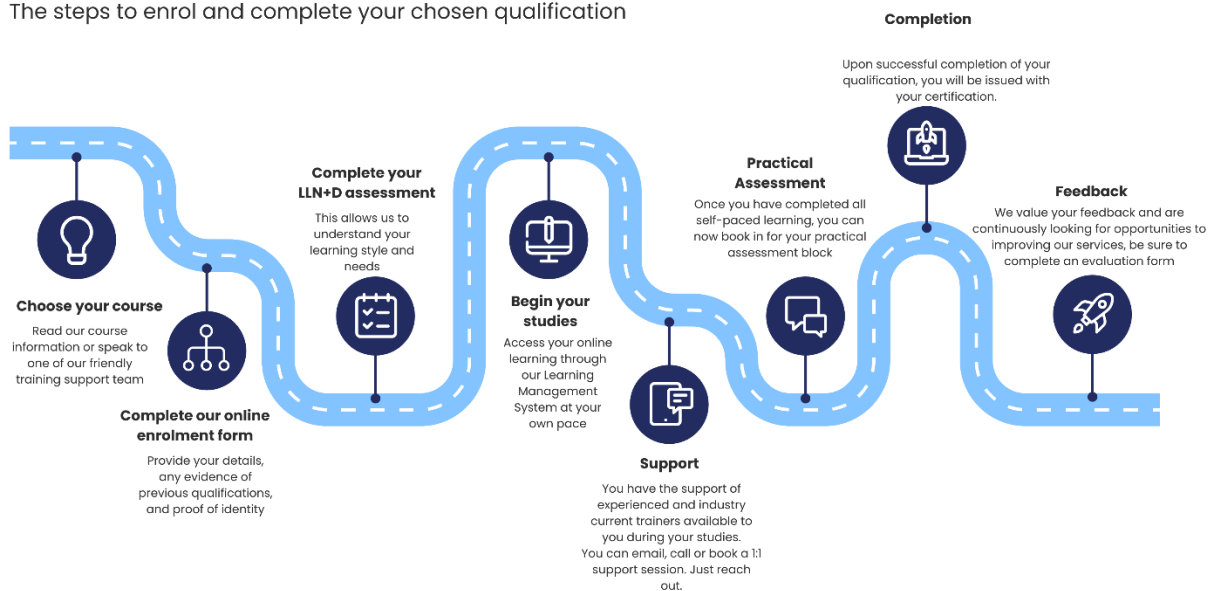 The steps to enrol and complete your chosen qualification
Choose your course
Read our course
information or speak to
one of our friendly
training support team
Complete our online
enrolment form
Provide your details,
any evidence of
previous qualifications,
and proof of identity
Complete your
LLN+D assessment
This allows us to
understand your
learning style and
needs
Begin your
studies
Access your online
learning through
our Learning
Management
System at your
own pace
Support
You have the support of
experienced and industry
current trainers available to
you during your studies.
You can email, call or book a 1:1
support session. Just reach
out.
Practical
Assessment
Once you have completed all
self-paced learning, you can
now book in for your practical
assessment block
Completion
Upon successful completion of your
qualification, you will be issued with
your certification.
Feedback
We value your feedback and are
continuously looking for opportunities to
improving our services, be sure to
complete an evaluation form